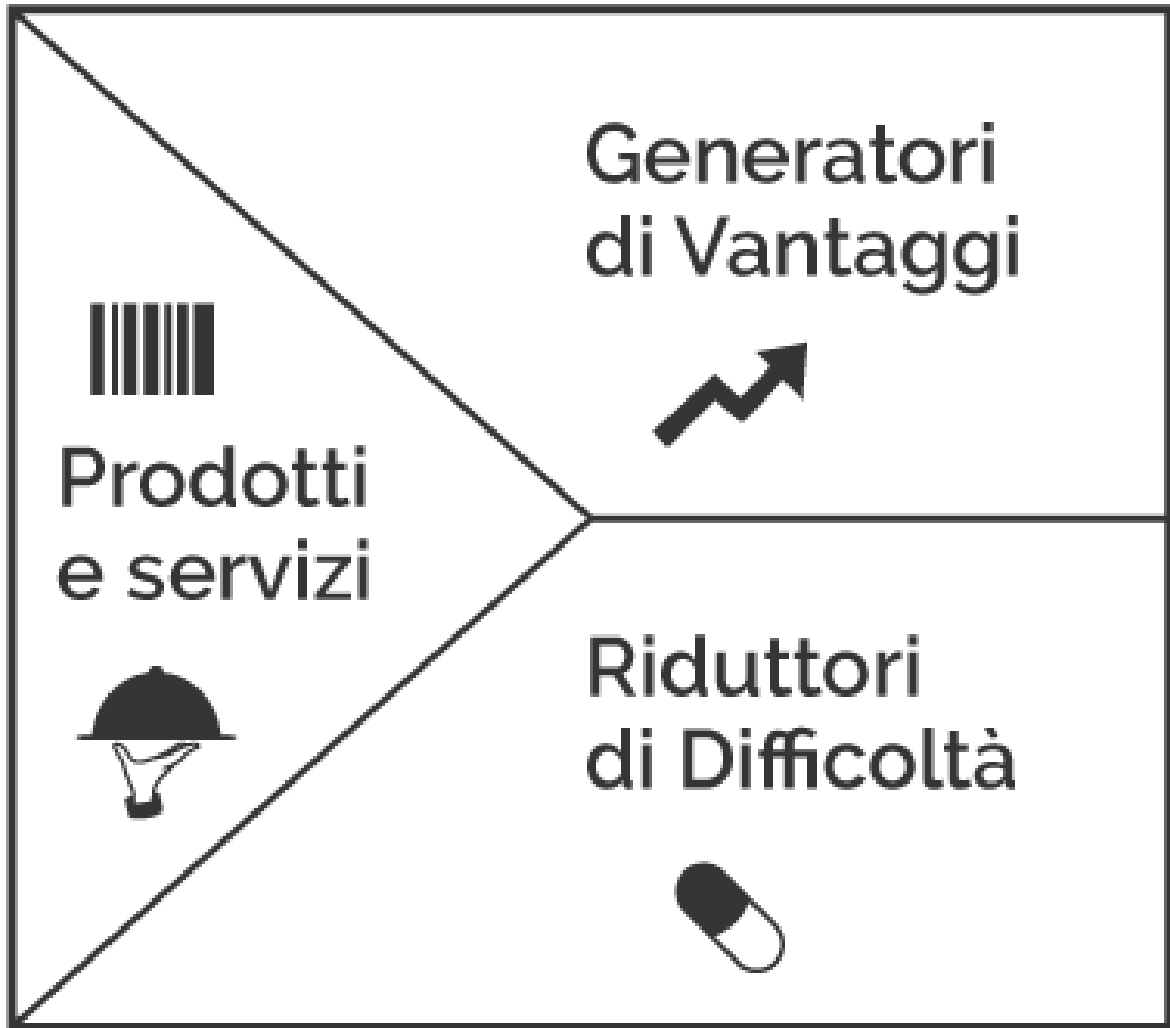 Generatori
di Vantaggi
Prodotti
e servizi
Riduttori
di Difficoltà